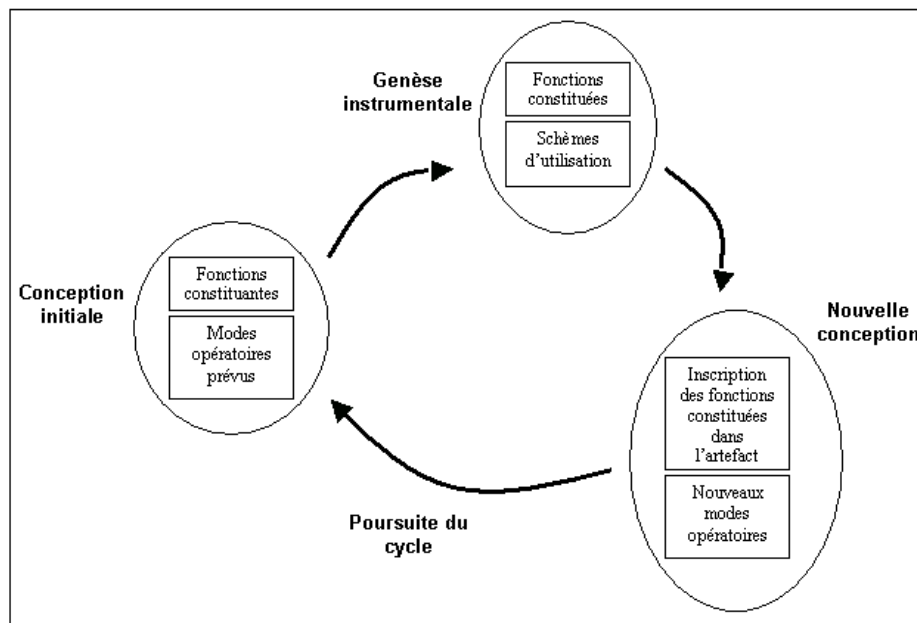 Genèse
instrumentale
Fonctions
constituées
Schèmes
d'utilisation
Conception
initiale
Fonctions
constituantes
Modes
opératoires
prévus
Nouvelle
conception
Inscription
des fonctions
constituées
dans
l'artefact
Nouveaux
modes
opératoires
Poursuite du
cycle